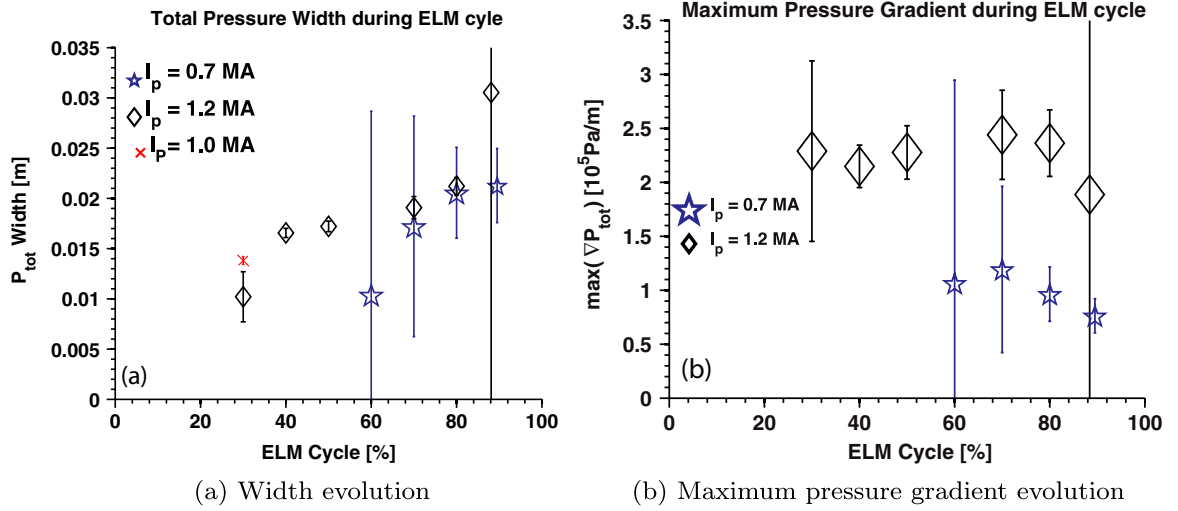 Total Pressure Width during ELM cyle
0.035
0.03
0.025
0.02
0.015
0.01
0.005
0
P_tot Width [m]
I_p = 0.7 MA
I_p = 1.2 MA
I_P = 1.0 MA
(a)
0 20 40 60 80 100
ELM Cycle [%]
(a) Width evolution
Maximum Pressure Gradient during ELM cycle
3.5
3
2.5
2
1.5
1
0.5
0
max( ∇P_tot) [10^5Pa/m]
I_p = 0.7 MA
I_p = 1.2 MA
(b)
0 20 40 60 80 100
ELM Cycle [%]
(b) Maximum pressure gradient evolution